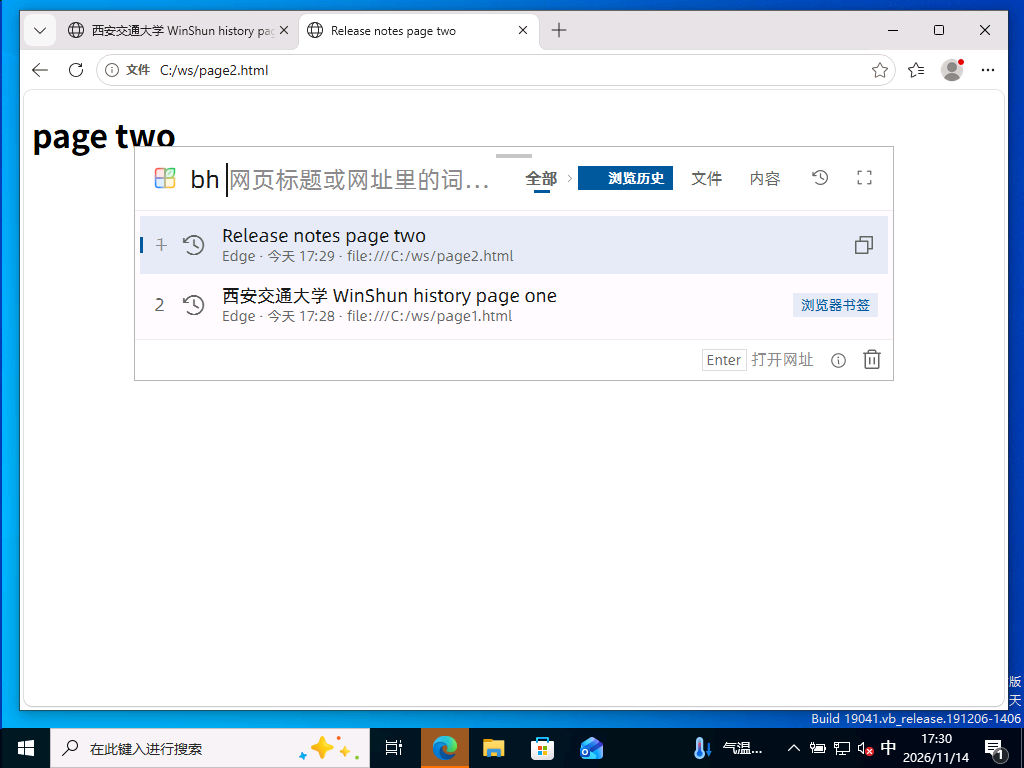 西安交通大学 WinShun history pag
Release notes page two
文件 C:/ws/page2.html
page two
bh 网页标题或网址里的词… 全部 浏览历史 文件 内容
1 Release notes page two
Edge · 今天 17:29 · file:///C:/ws/page2.html
2 西安交通大学 WinShun history page one
Edge · 今天 17:28 · file:///C:/ws/page1.html
浏览器书签
Enter 打开网址
版
天
Build 19041.vb_release.191206-1406
在此键入进行搜索
气温...
中
17:30
2026/11/14
1